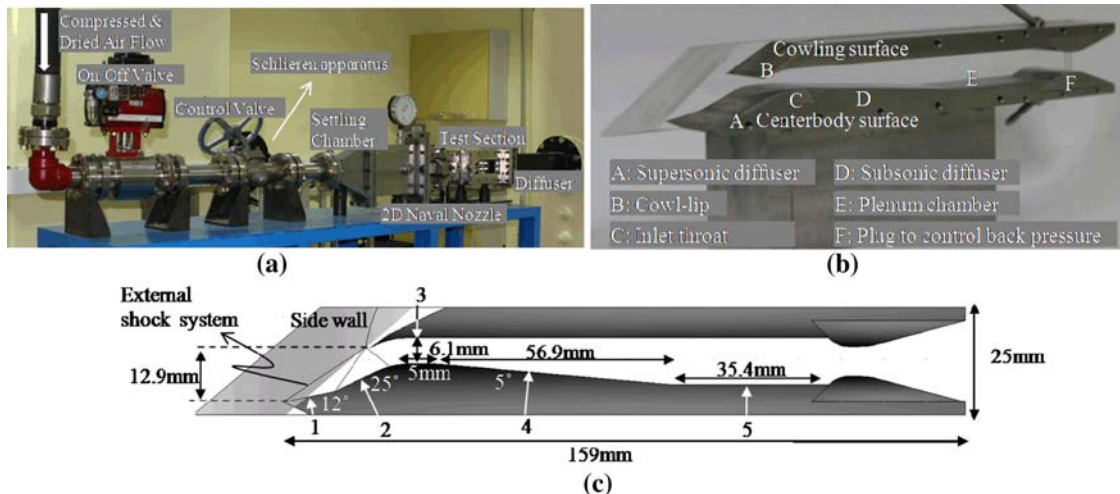 Compressed &
Dried Air Flow
On Off Valve
Schlieren apparatus
Control Valve
Settling
Chamber
Test Section
Diffuser
2D Naval Nozzle
(a)
Cowling surface
B
E
F
C
D
A
Centerbody surface
A: Supersonic diffuser
D: Subsonic diffuser
B: Cowl-lip
E: Plenum chamber
C: Inlet throat
F: Plug to control back pressure
(b)
External
shock system
Side wall
3
6.1mm
56.9mm
25mm
12.9mm
5mm
35.4mm
25°
5°
12°
1
2
4
5
159mm
(c)